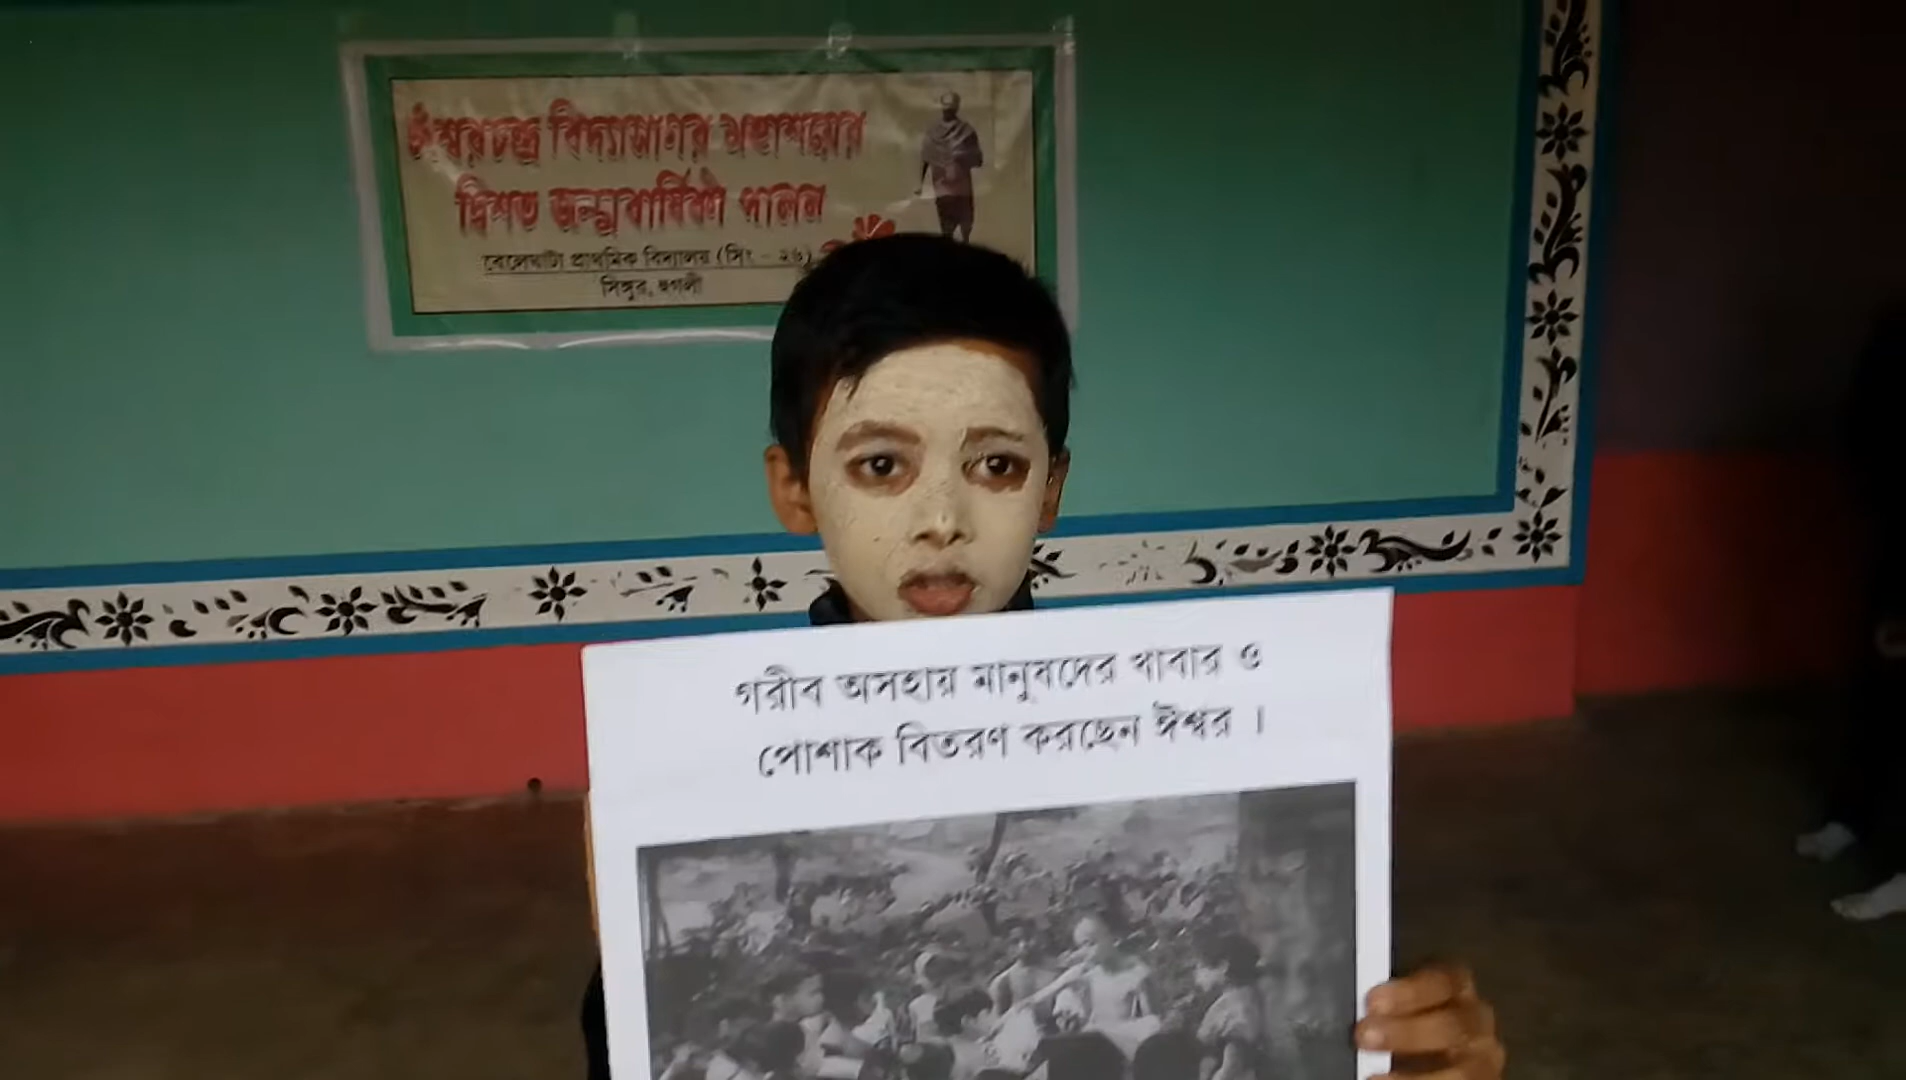 ঈশ্বরচন্দ্র বিদ্যাসাগর মহাশয়ের
দ্বিশত জন্মবার্ষিকী পালন
বেলেঘাটা প্রাথমিক বিদ্যালয় (সিং - ২৬)
সিঙ্গুর, হুগলী
গরীব অসহায় মানুষদের খাবার ও
পোশাক বিতরণ করছেন ঈশ্বর ।